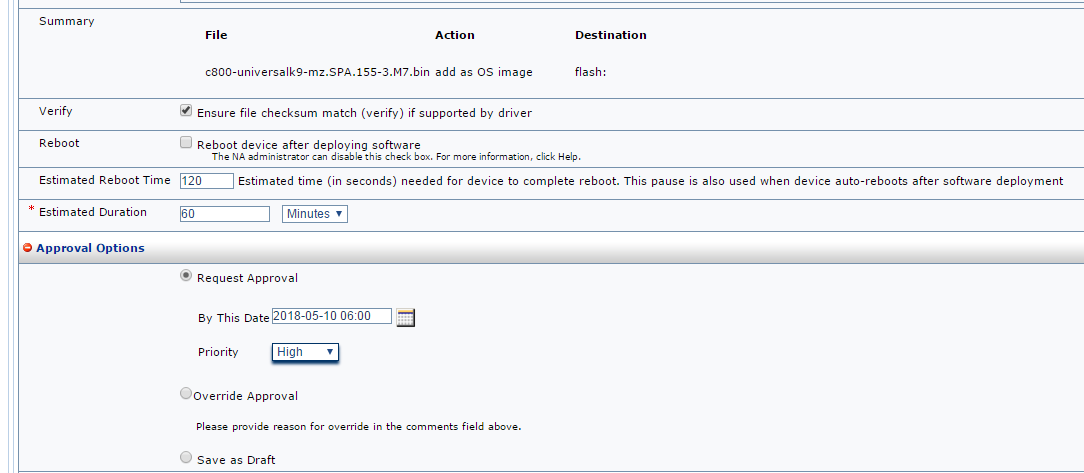 Summary
File Action Destination
c800-universalk9-mz.SPA.155-3.M7.bin add as OS image flash:
Verify Ensure file checksum match (verify) if supported by driver
Reboot Reboot device after deploying software
The NA administrator can disable this check box. For more information, click Help.
Estimated Reboot Time 120 Estimated time (in seconds) needed for device to complete reboot. This pause is also used when device auto-reboots after software deployment
* Estimated Duration 60 Minutes
Approval Options
Request Approval
By This Date 2018-05-10 06:00
Priority High
Override Approval
Please provide reason for override in the comments field above.
Save as Draft